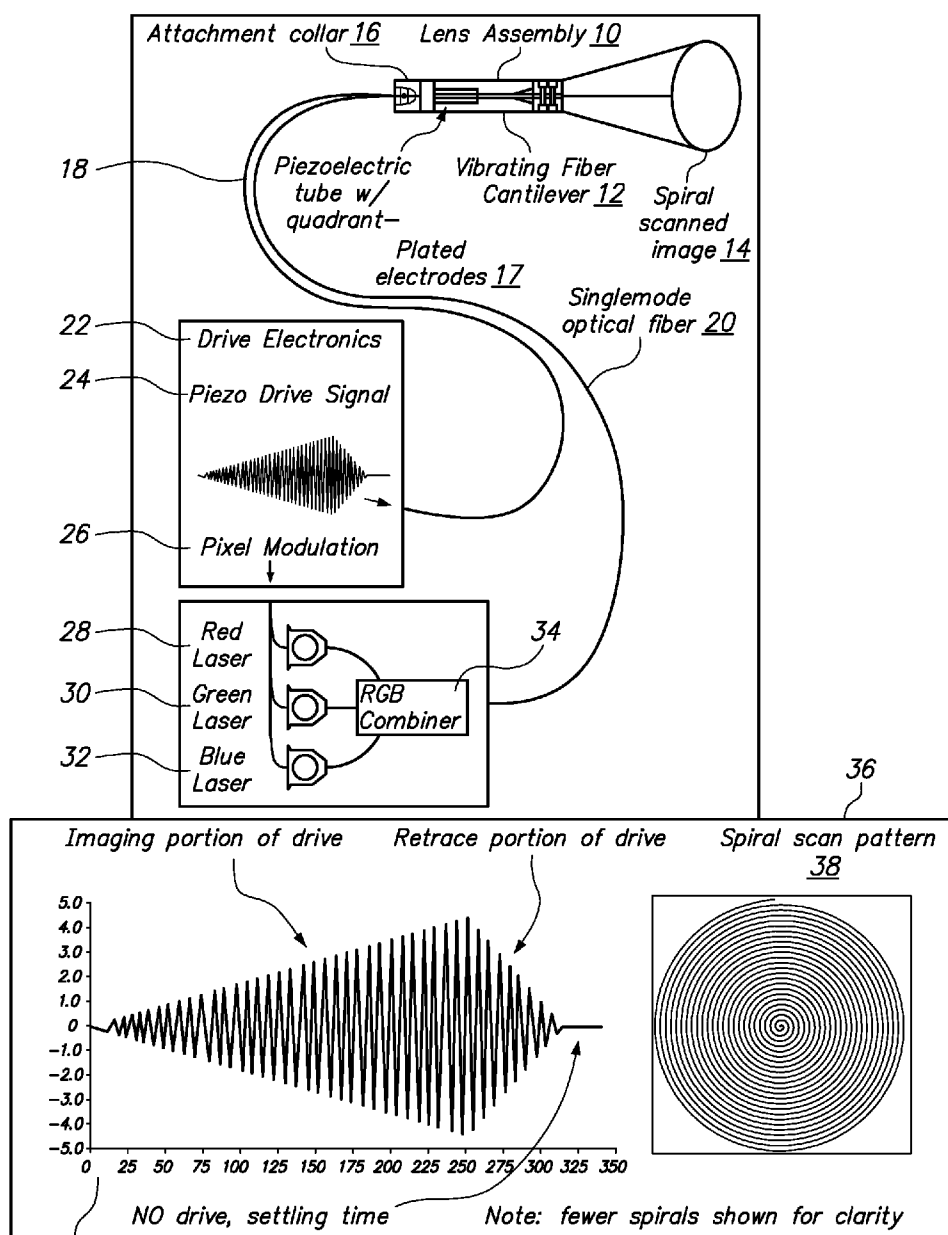 Attachment collar 16
Lens Assembly 10
18
Piezoelectric
tube w/
quadrant–
Vibrating Fiber
Cantilever 12
Spiral
scanned
image 14
Plated
electrodes 17
Singlemode
optical fiber 20
22
Drive Electronics
24
Piezo Drive Signal
26
Pixel Modulation
28
Red
Laser
34
30
Green
Laser
RGB
Combiner
32
Blue
Laser
36
Imaging portion of drive
Retrace portion of drive
Spiral scan pattern
38
5.0
4.0
3.0
2.0
1.0
0
-1.0
-2.0
-3.0
-4.0
-5.0
0 25 50 75 100 125 150 175 200 225 250 275 300 325 350
NO drive, settling time
Note: fewer spirals shown for clarity